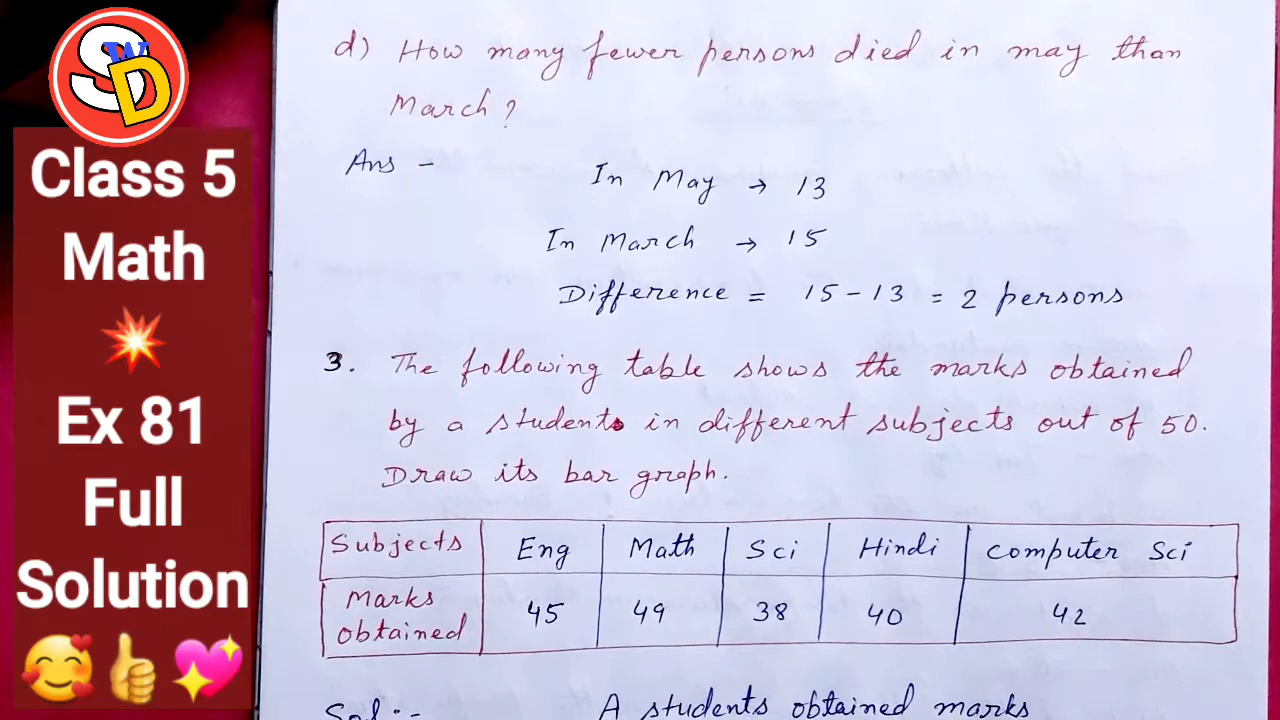 SWD
Class 5
Math
Ex 81
Full
Solution
d) How many fewer persons died in may than
March?
Ans -
In May → 13
In March → 15
Difference = 15 - 13 = 2 persons
3. The following table shows the marks obtained
by a student in different subjects out of 50.
Draw its bar graph.
Subjects Eng Math Sci Hindi Computer Sci
Marks obtained 45 49 38 40 42
Sol:- A students obtained marks